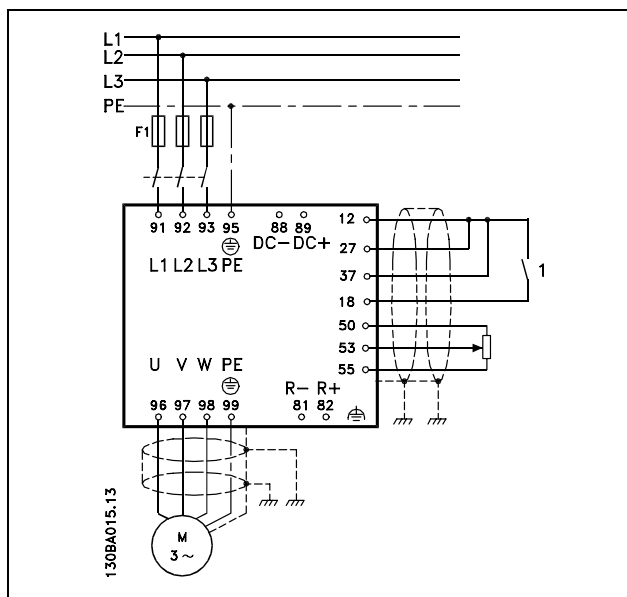 L1
L2
L3
PE
F1
91 92 93 95 88 89
DC- DC+
L1 L2 L3 PE
12
27
37
18
50
53
55
1
U V W PE
R- R+
96 97 98 99 81 82
M
3~
130BA015.13